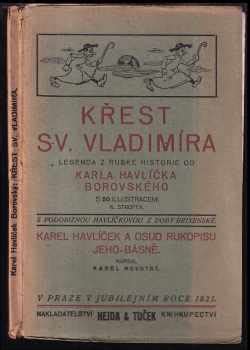 Karel Havlíček Borovský: KŘEST SV. VLADIMÍRA
KŘEST
SV. VLADIMÍRA
LEGENDA Z RUSKÉ HISTORIE OD
KARLA HAVLÍČKA
BOROVSKÉHO
S 50 ILLUSTRACEMI
K. STROFFA.
S PODOBIZNOU HAVLÍČKOVOU Z DOBY BRIXENSKÉ.
KAREL HAVLÍČEK A OSUD RUKOPISU
JEHO BÁSNĚ.
NAPSAL
KAREL NOVOTNÝ.
V PRAZE V JUBILEJNÍM ROCE 1921.
NAKLADATELSTVÍ HEJDA & TUČEK KNIHKUPECTVÍ